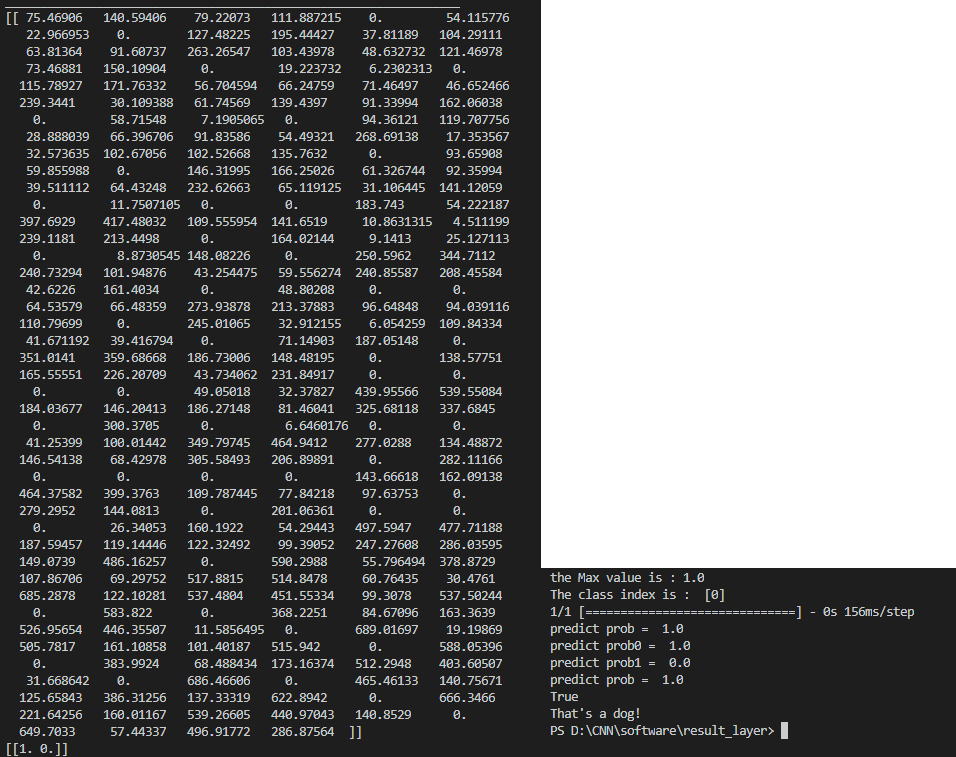 [[ 75.46906 140.59406 79.22073 111.887215 0. 54.115776
22.966953 0. 127.48225 195.44427 37.81189 104.29111
63.81364 91.60737 263.26547 103.43978 48.632732 121.46978
73.46881 150.10904 0. 19.223732 6.2302313 0.
115.78927 171.76332 56.704594 66.24759 71.46497 46.652466
239.3441 30.109388 61.74569 139.4397 91.33994 162.06038
0. 58.71548 7.1905065 0. 94.36121 119.707756
28.888039 66.396706 91.83586 54.49321 268.69138 17.353567
32.573635 102.67056 102.52668 135.7632 0. 93.65908
59.855988 0. 146.31995 166.25026 61.326744 92.35994
39.511112 64.43248 232.62663 65.119125 31.106445 141.12059
0. 11.7507105 0. 0. 183.743 54.222187
397.6929 417.48032 109.555954 141.6519 10.8631315 4.511199
239.1181 213.4498 0. 164.02144 9.1413 25.127113
0. 8.8730545 148.08226 0. 250.5962 344.7112
240.73294 101.94876 43.254475 59.556274 240.85587 208.45584
42.6226 161.4034 0. 48.80208 0. 0.
64.53579 66.48359 273.93878 213.37883 96.64848 94.039116
110.79699 0. 245.01065 32.912155 6.054259 109.84334
41.671192 39.416794 0. 71.14903 187.05148 0.
351.0141 359.68668 186.73006 148.48195 0. 138.57751
165.55551 226.20709 43.734062 231.84917 0. 0.
0. 0. 49.05018 32.37827 439.95566 539.55084
184.03677 146.20413 186.27148 81.46041 325.68118 337.6845
0. 300.3705 0. 6.6460176 0. 0.
41.25399 100.01442 349.79745 464.9412 277.0288 134.48872
146.54138 68.42978 305.58493 206.89891 0. 282.11166
0. 0. 0. 0. 143.66618 162.09138
464.37582 399.3763 109.787445 77.84218 97.63753 0.
279.2952 144.0813 0. 201.06361 0. 0.
0. 26.34053 160.1922 54.29443 497.5947 477.71188
187.59457 119.14446 122.32492 99.39052 247.27608 286.03595
149.0739 486.16257 0. 590.2988 55.796494 378.8729
107.86706 69.29752 517.8815 514.8478 60.76435 30.4761
685.2878 122.10281 537.4804 451.55334 99.3078 537.50244
0. 583.822 0. 368.2251 84.67096 163.3639
526.95654 446.35507 11.5856495 0. 689.01697 19.19869
505.7817 161.10858 101.40187 515.942 0. 588.05396
0. 383.9924 68.488434 173.16374 512.2948 403.60507
31.668642 0. 686.46606 0. 465.46133 140.75671
125.65843 386.31256 137.33319 622.8942 0. 666.3466
221.64256 160.01167 539.26605 440.97043 140.8529 0.
649.7033 57.44337 496.91772 286.87564 ]]
[[1. 0.]]
the Max value is : 1.0
The class index is : [0]
1/1 [==============================] - 0s 156ms/step
predict prob = 1.0
predict prob0 = 1.0
predict prob1 = 0.0
predict prob = 1.0
True
That's a dog!
PS D:\CNN\software\result_layer>